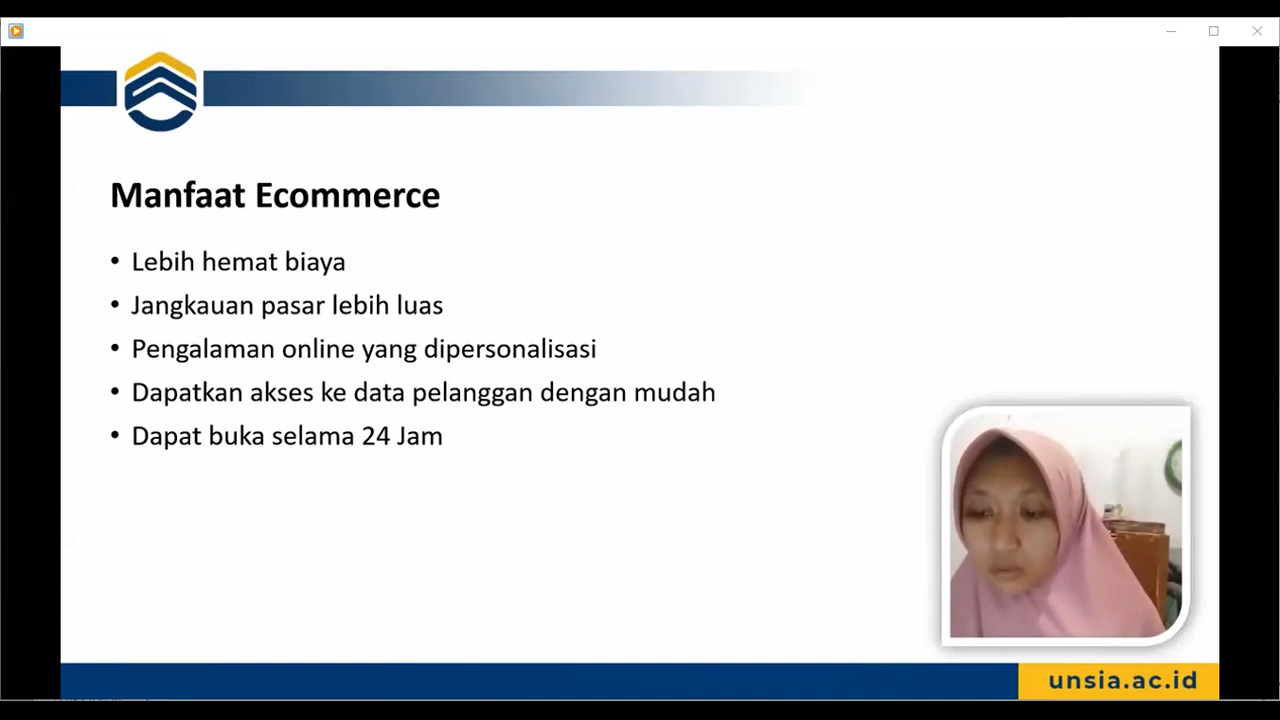 Manfaat Ecommerce
• Lebih hemat biaya
• Jangkauan pasar lebih luas
• Pengalaman online yang dipersonalisasi
• Dapatkan akses ke data pelanggan dengan mudah
• Dapat buka selama 24 Jam
unsia.ac.id